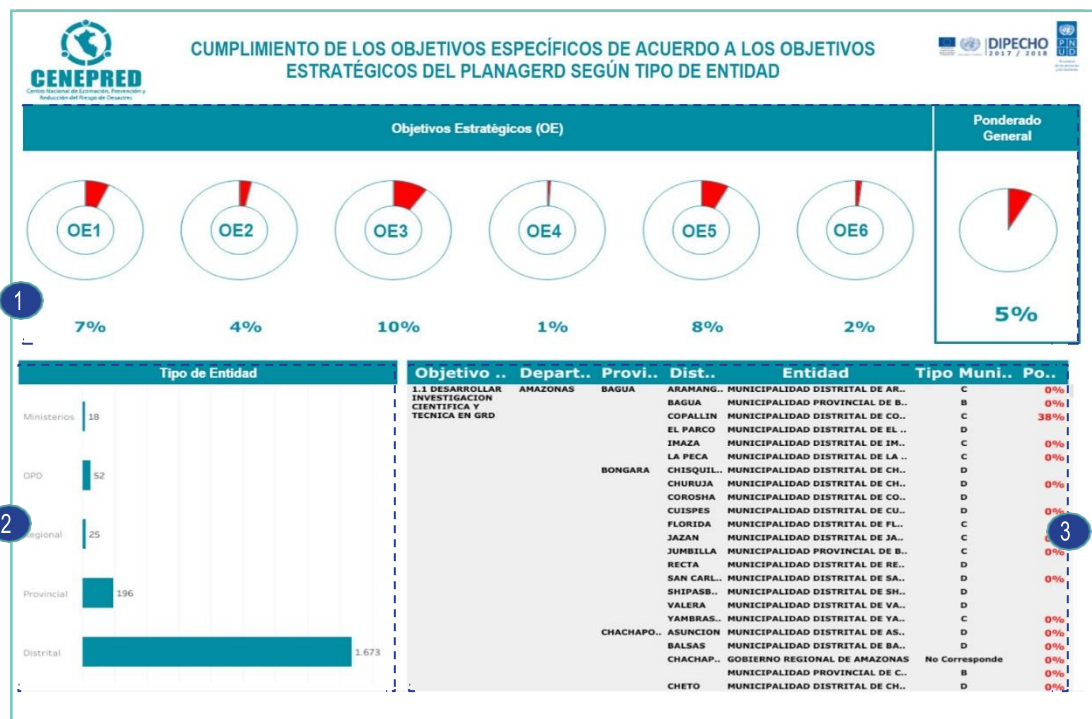 CENEPRED
Centro Nacional de Estimación, Prevención y
Reducción del Riesgo de Desastres
CUMPLIMIENTO DE LOS OBJETIVOS ESPECÍFICOS DE ACUERDO A LOS OBJETIVOS
ESTRATÉGICOS DEL PLANAGERD SEGÚN TIPO DE ENTIDAD
DIPECHO
2017 / 2018
P N
U D
Objetivos Estratégicos (OE)
Ponderado
General
OE1 OE2 OE3 OE4 OE5 OE6
1
7% 4% 10% 1% 8% 2% 5%
Tipo de Entidad
Ministerios 18
OPD 52
2
Regional 25
Provincial 196
Distrital 1.673
Objetivo .. Depart.. Provi.. Dist.. Entidad Tipo Muni.. Po..
1.1 DESARROLLAR AMAZONAS BAGUA ARAMANG.. MUNICIPALIDAD DISTRITAL DE AR.. C 0%
INVESTIGACION
CIENTIFICA Y
TECNICA EN GRD
BAGUA MUNICIPALIDAD PROVINCIAL DE B.. B 0%
COPALLIN MUNICIPALIDAD DISTRITAL DE CO.. C 38%
EL PARCO MUNICIPALIDAD DISTRITAL DE EL .. D
IMAZA MUNICIPALIDAD DISTRITAL DE IM.. C 0%
LA PECA MUNICIPALIDAD DISTRITAL DE LA .. C 0%
BONGARA CHISQUIL.. MUNICIPALIDAD DISTRITAL DE CH.. D
CHURUJA MUNICIPALIDAD DISTRITAL DE CH.. D 0%
COROSHA MUNICIPALIDAD DISTRITAL DE CO.. D
CUISPES MUNICIPALIDAD DISTRITAL DE CU.. D 0%
FLORIDA MUNICIPALIDAD DISTRITAL DE FL.. C
3
JAZAN MUNICIPALIDAD DISTRITAL DE JA.. C
JUMBILLA MUNICIPALIDAD PROVINCIAL DE B.. C 0%
RECTA MUNICIPALIDAD DISTRITAL DE RE.. D
SAN CARL.. MUNICIPALIDAD DISTRITAL DE SA.. D 0%
SHIPASB.. MUNICIPALIDAD DISTRITAL DE SH.. D
VALERA MUNICIPALIDAD DISTRITAL DE VA.. D
YAMBRAS.. MUNICIPALIDAD DISTRITAL DE YA.. C 0%
CHACHAPO.. ASUNCION MUNICIPALIDAD DISTRITAL DE AS.. D 0%
BALSAS MUNICIPALIDAD DISTRITAL DE BA.. D 0%
CHACHAP.. GOBIERNO REGIONAL DE AMAZONAS No Corresponde 0%
MUNICIPALIDAD PROVINCIAL DE C.. B 0%
CHETO MUNICIPALIDAD DISTRITAL DE CH.. D 0%